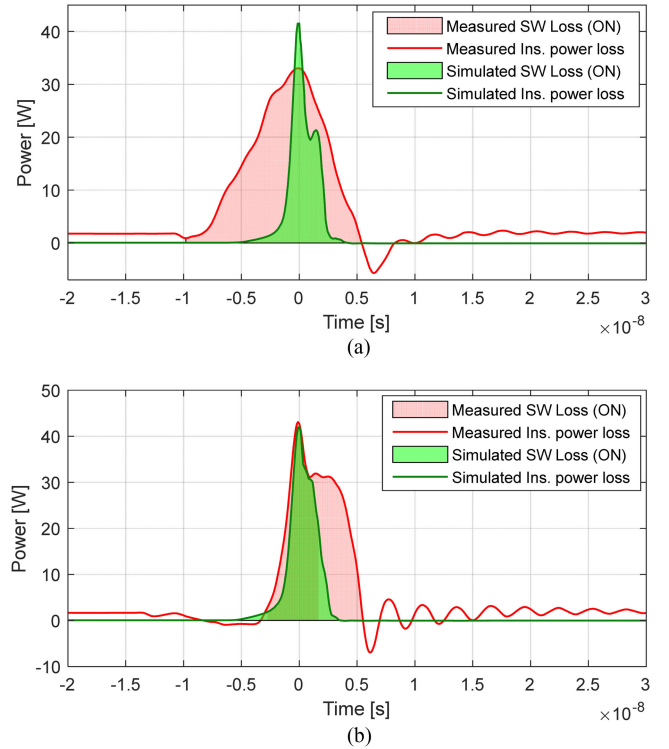 40
30
20
10
0
Power [W]
Measured SW Loss (ON)
Measured Ins. power loss
Simulated SW Loss (ON)
Simulated Ins. power loss
-2 -1.5 -1 -0.5 0 0.5 1 1.5 2 2.5 3
Time [s]
×10⁻⁸
(a)
50
40
30
20
10
0
-10
Power [W]
Measured SW Loss (ON)
Measured Ins. power loss
Simulated SW Loss (ON)
Simulated Ins. power loss
-2 -1.5 -1 -0.5 0 0.5 1 1.5 2 2.5 3
Time [s]
×10⁻⁸
(b)